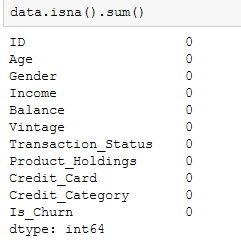 data.isna().sum()
ID 0
Age 0
Gender 0
Income 0
Balance 0
Vintage 0
Transaction_Status 0
Product_Holdings 0
Credit_Card 0
Credit_Category 0
Is_Churn 0
dtype: int64